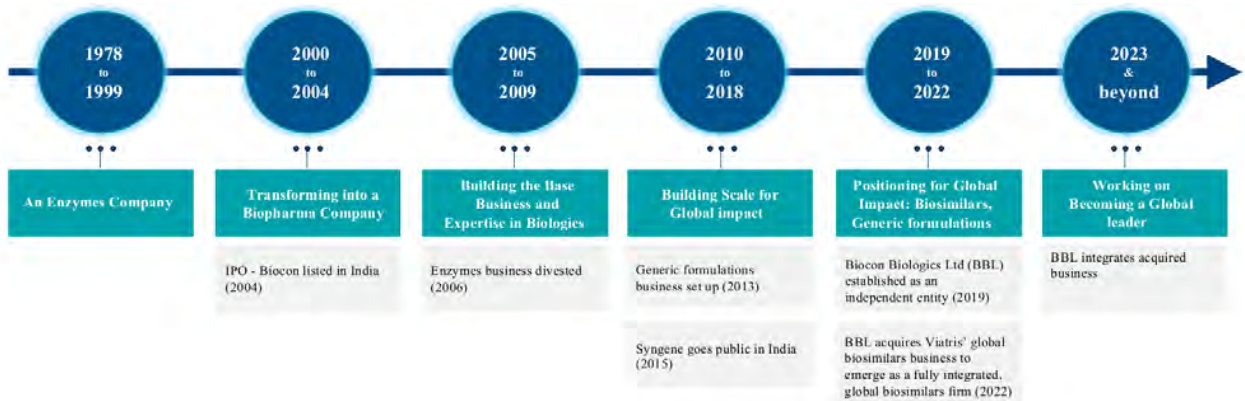 1978
to
1999
2000
to
2004
2005
to
2009
2010
to
2018
2019
to
2022
2023
&
beyond
An Enzymes Company
Transforming into a
Biopharma Company
Building the Base
Business and
Expertise in Biologics
Building Scale for
Global impact
Positioning for Global
Impact: Biosimilars,
Generic formulations
Working on
Becoming a Global
leader
IPO - Biocon listed in India
(2004)
Enzymes business divested
(2006)
Generic formulations
business set up (2013)
Syngene goes public in India
(2015)
Biocon Biologics Ltd (BBL)
established as an
independent entity (2019)
BBL acquires Viatris' global
biosimilars business to
emerge as a fully integrated,
global biosimilars firm (2022)
BBL integrates acquired
business